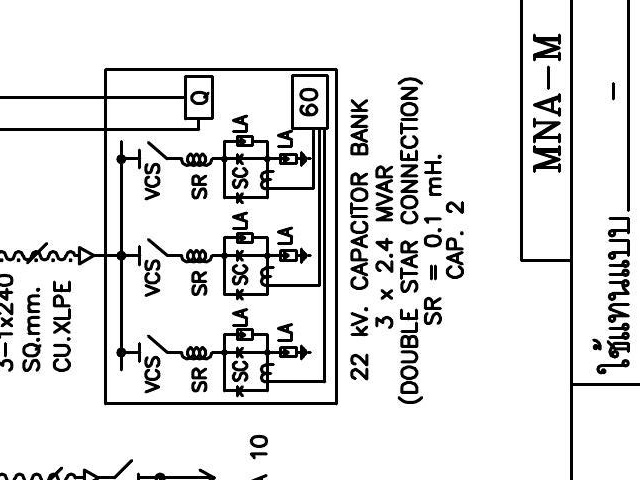 3-1x240
SQ.mm.
CU.XLPE
VCS
SR
SC
LA
LA
VCS
SR
SC
LA
LA
VCS
SR
SC
LA
LA
Q
60
22 kV. CAPACITOR BANK
3 x 2.4 MVAR
(DOUBLE STAR CONNECTION)
SR = 0.1 mH.
CAP. 2
10
MNA-M
ใช้แทนแบบ
-